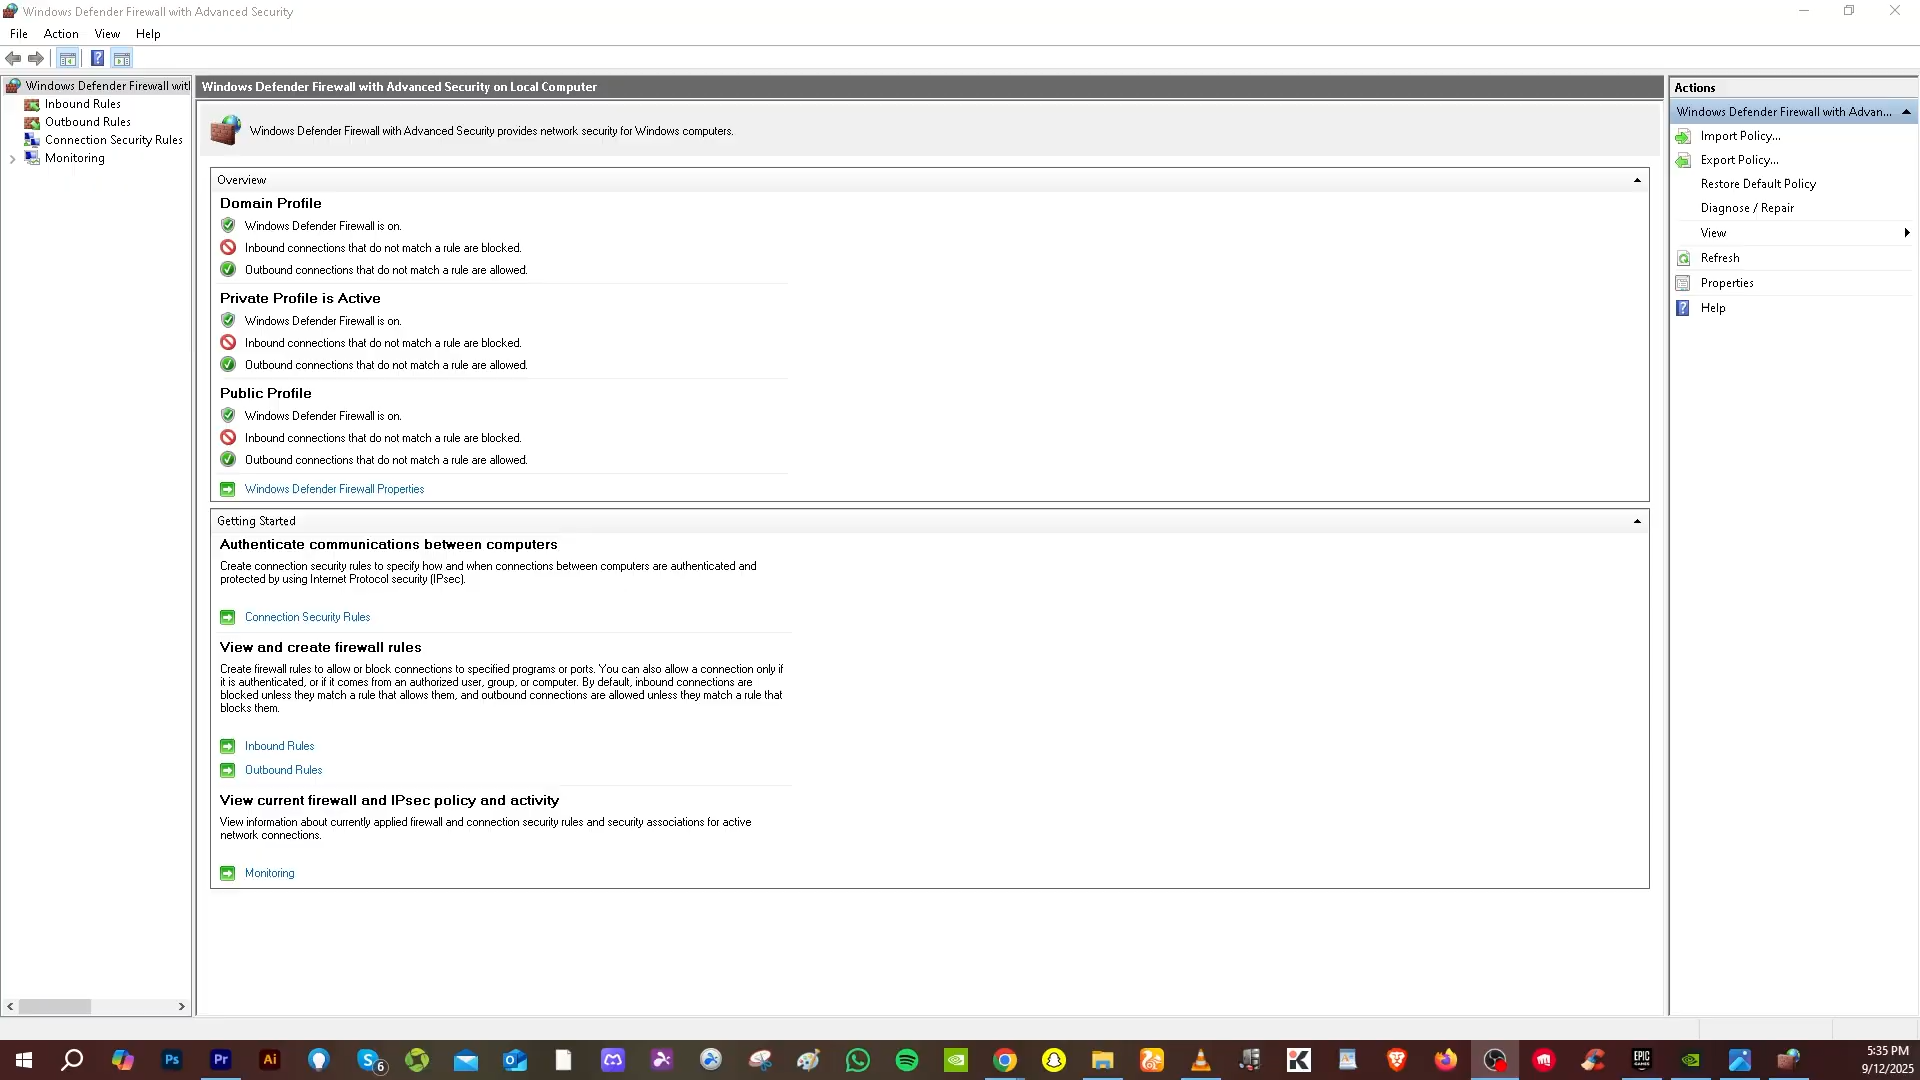 Windows Defender Firewall with Advanced Security
File Action View Help
Windows Defender Firewall wit
Inbound Rules
Outbound Rules
Connection Security Rules
Monitoring
Windows Defender Firewall with Advanced Security on Local Computer
Windows Defender Firewall with Advanced Security provides network security for Windows computers.
Overview
Domain Profile
Windows Defender Firewall is on.
Inbound connections that do not match a rule are blocked.
Outbound connections that do not match a rule are allowed.
Private Profile is Active
Windows Defender Firewall is on.
Inbound connections that do not match a rule are blocked.
Outbound connections that do not match a rule are allowed.
Public Profile
Windows Defender Firewall is on.
Inbound connections that do not match a rule are blocked.
Outbound connections that do not match a rule are allowed.
Windows Defender Firewall Properties
Getting Started
Authenticate communications between computers
Create connection security rules to specify how and when connections between computers are authenticated and
protected by using Internet Protocol security (IPsec).
Connection Security Rules
View and create firewall rules
Create firewall rules to allow or block connections to specified programs or ports. You can also allow a connection only if
it is authenticated, or if it comes from an authorized user, group, or computer. By default, inbound connections are
blocked unless they match a rule that allows them, and outbound connections are allowed unless they match a rule that
blocks them.
Inbound Rules
Outbound Rules
View current firewall and IPsec policy and activity
View information about currently applied firewall and connection security rules and security associations for active
network connections.
Monitoring
Actions
Windows Defender Firewall with Advan...
Import Policy...
Export Policy...
Restore Default Policy
Diagnose / Repair
View
Refresh
Properties
Help
Ps
Pr
Ai
6
EPIC
GAMES
5:35 PM
9/12/2025